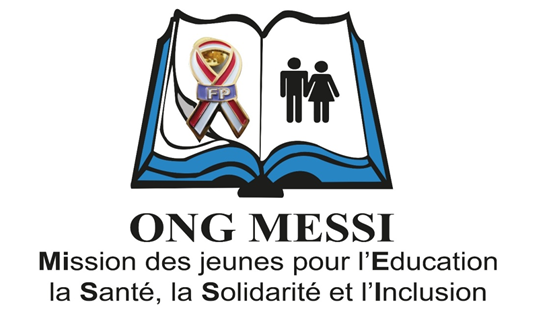 FP
ONG MESSI
Mission des jeunes pour l’Education
la Santé, la Solidarité et l’Inclusion